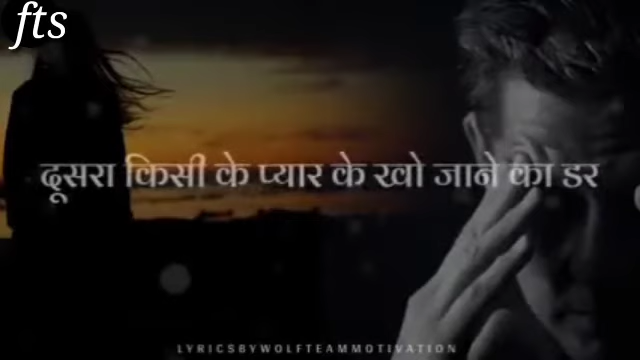 fts
दूसरा किसी के प्यार के खो जाने का डर
LYRICSBYWOLFTEAMMOTIVATION